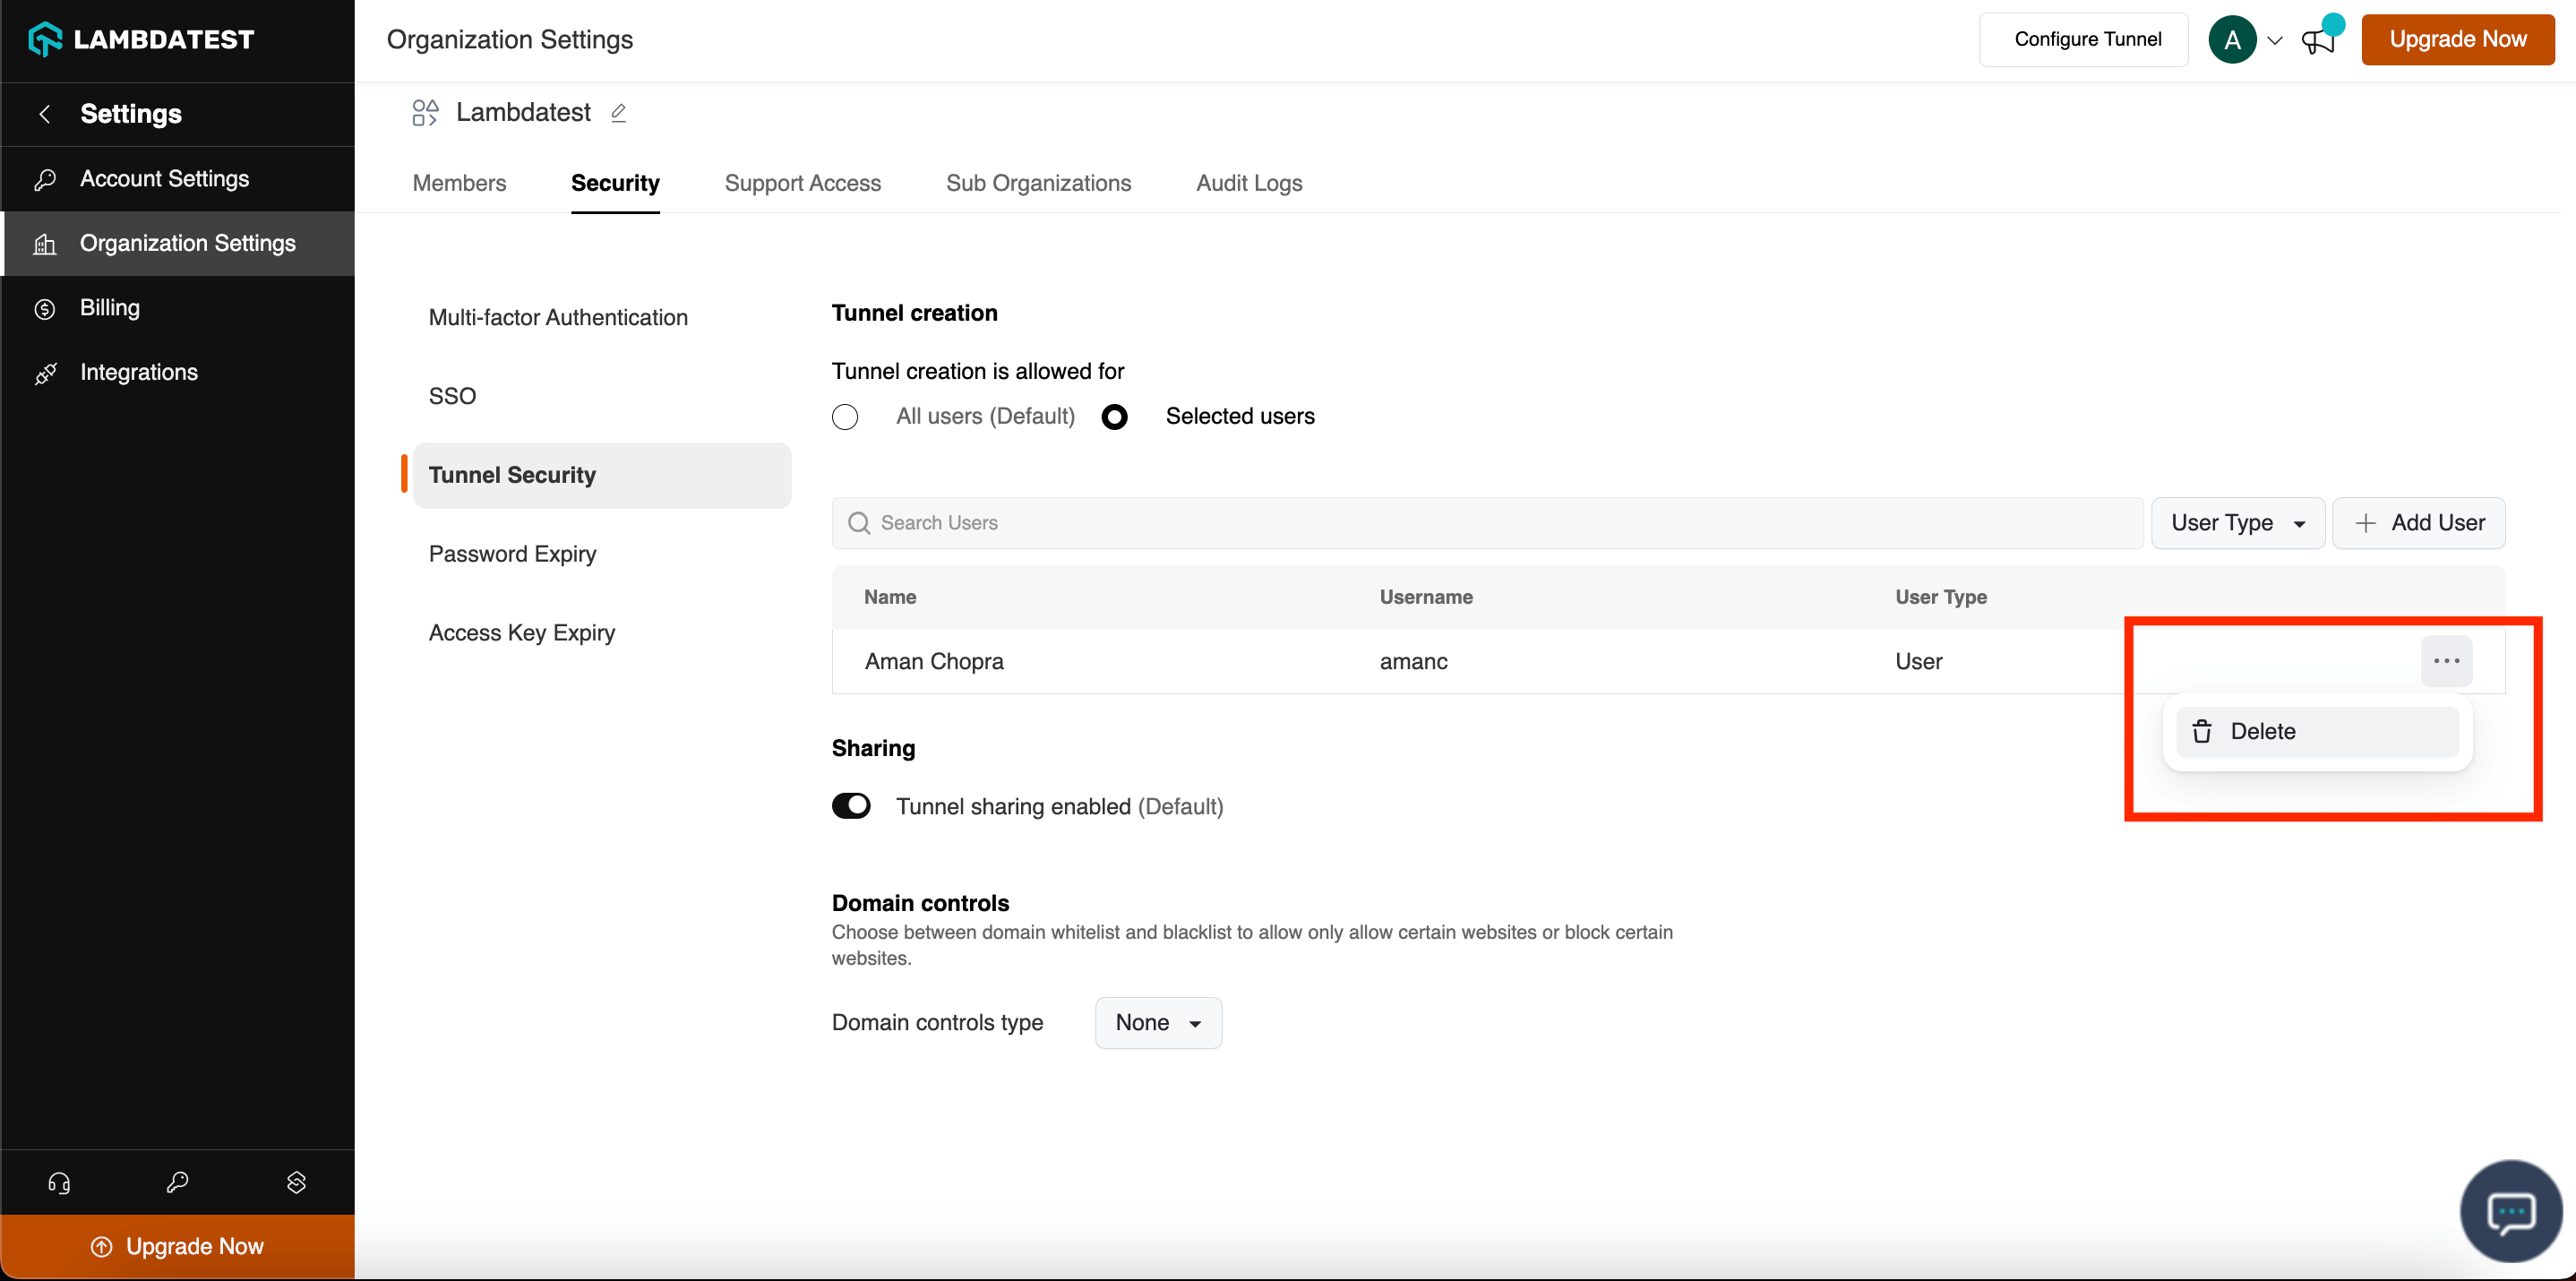 LAMBDATEST
Organization Settings
Configure Tunnel
A
Upgrade Now
Settings
Account Settings
Organization Settings
Billing
Integrations
Lambdatest
Members
Security
Support Access
Sub Organizations
Audit Logs
Multi-factor Authentication
SSO
Tunnel Security
Password Expiry
Access Key Expiry
Tunnel creation
Tunnel creation is allowed for
All users (Default)
Selected users
Search Users
User Type
Add User
Name
Username
User Type
Aman Chopra
amanc
User
Delete
Sharing
Tunnel sharing enabled (Default)
Domain controls
Choose between domain whitelist and blacklist to allow only allow certain websites or block certain
websites.
Domain controls type
None
Upgrade Now